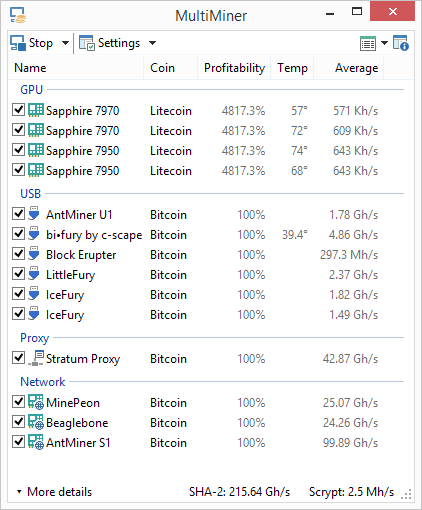 MultiMiner
Stop Settings
Name Coin Profitability Temp Average
GPU
Sapphire 7970 Litecoin 4817.3% 57° 571 Kh/s
Sapphire 7970 Litecoin 4817.3% 72° 609 Kh/s
Sapphire 7950 Litecoin 4817.3% 74° 643 Kh/s
Sapphire 7950 Litecoin 4817.3% 68° 643 Kh/s
USB
AntMiner U1 Bitcoin 100% 1.78 Gh/s
bi•fury by c-scape Bitcoin 100% 39.4° 4.86 Gh/s
Block Erupter Bitcoin 100% 297.3 Mh/s
LittleFury Bitcoin 100% 2.37 Gh/s
IceFury Bitcoin 100% 1.82 Gh/s
IceFury Bitcoin 100% 1.49 Gh/s
Proxy
Stratum Proxy Bitcoin 100% 42.87 Gh/s
Network
MinePeon Bitcoin 100% 25.07 Gh/s
Beaglebone Bitcoin 100% 24.26 Gh/s
AntMiner S1 Bitcoin 100% 99.89 Gh/s
More details SHA-2: 215.64 Gh/s Scrypt: 2.5 Mh/s